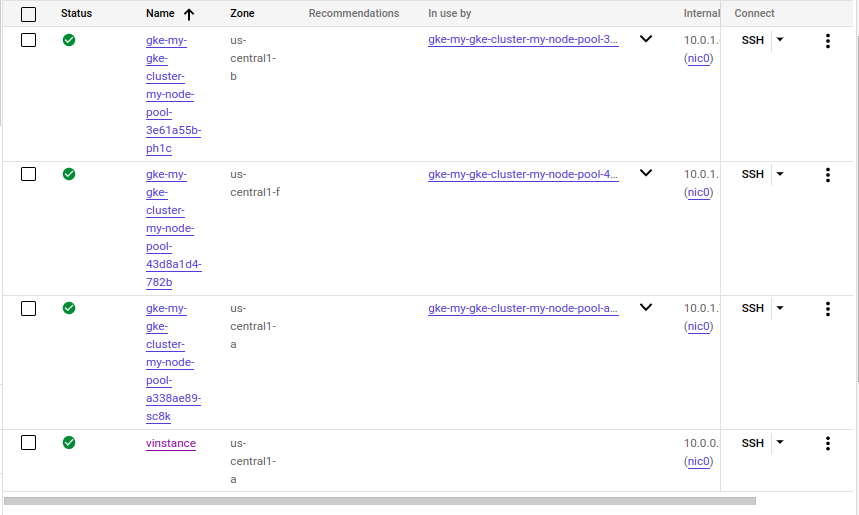 Status Name Zone Recommendations In use by Internal Connect
gke-my- us- gke-my-gke-cluster-my-node-pool-3... 10.0.1. SSH
gke- central1- (nic0)
cluster- b
my-node-
pool-
3e61a55b-
ph1c
gke-my- us- gke-my-gke-cluster-my-node-pool-4... 10.0.1. SSH
gke- central1-f (nic0)
cluster-
my-node-
pool-
43d8a1d4-
782b
gke-my- us- gke-my-gke-cluster-my-node-pool-a... 10.0.1. SSH
gke- central1- (nic0)
cluster- a
my-node-
pool-
a338ae89-
sc8k
vinstance us- 10.0.0. SSH
central1- (nic0)
a